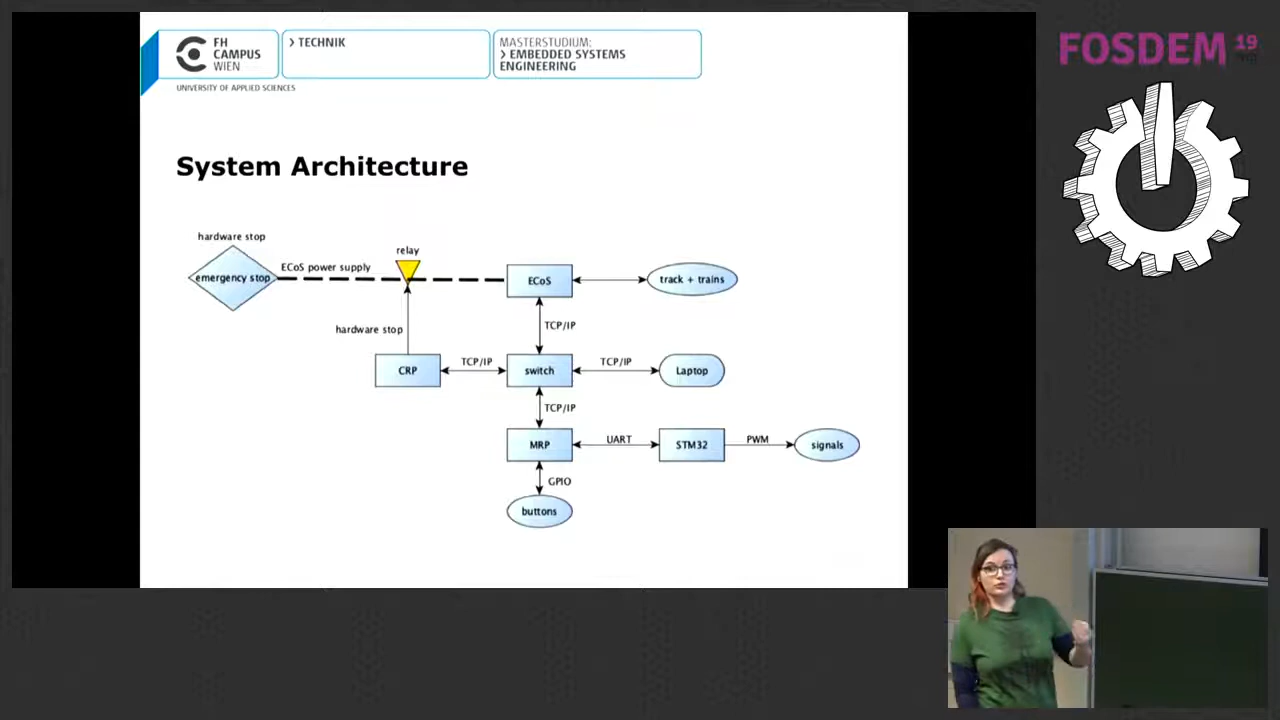 FH
CAMPUS
WIEN
> TECHNIK
MASTERSTUDIUM:
> EMBEDDED SYSTEMS
ENGINEERING
UNIVERSITY OF APPLIED SCIENCES
FOSDEM 19
System Architecture
hardware stop
emergency stop
ECoS power supply
relay
ECoS
track + trains
hardware stop
TCP/IP
CRP
TCP/IP
switch
TCP/IP
Laptop
TCP/IP
MRP
UART
STM32
PWM
signals
GPIO
buttons